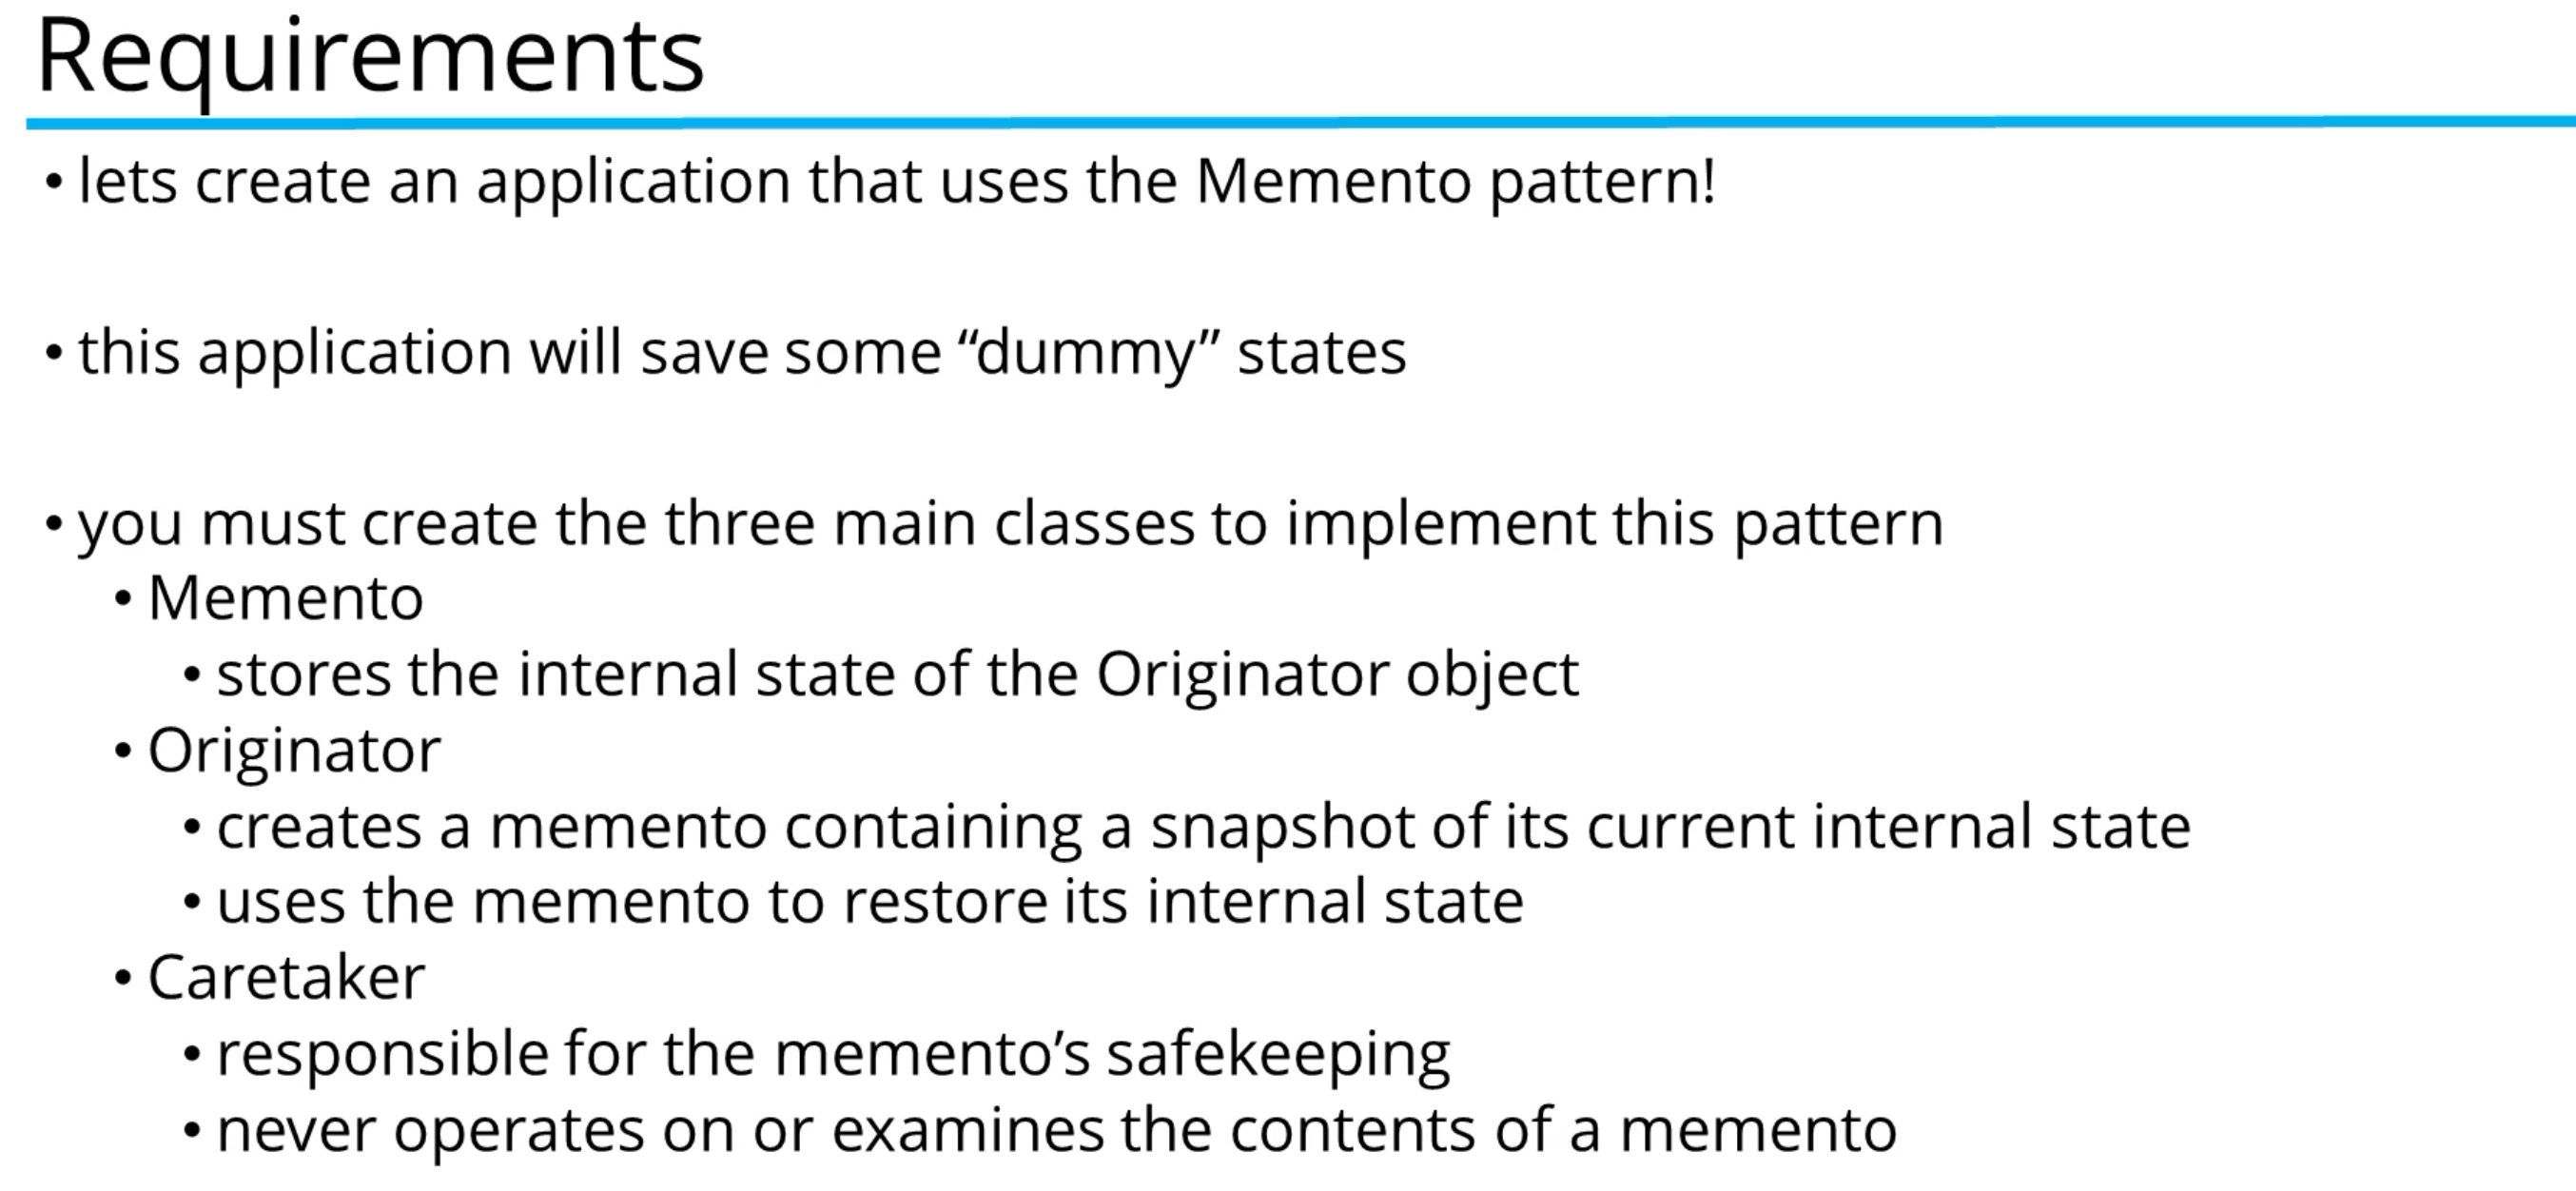 Requirements
• lets create an application that uses the Memento pattern!
• this application will save some “dummy” states
• you must create the three main classes to implement this pattern
• Memento
• stores the internal state of the Originator object
• Originator
• creates a memento containing a snapshot of its current internal state
• uses the memento to restore its internal state
• Caretaker
• responsible for the memento’s safekeeping
• never operates on or examines the contents of a memento